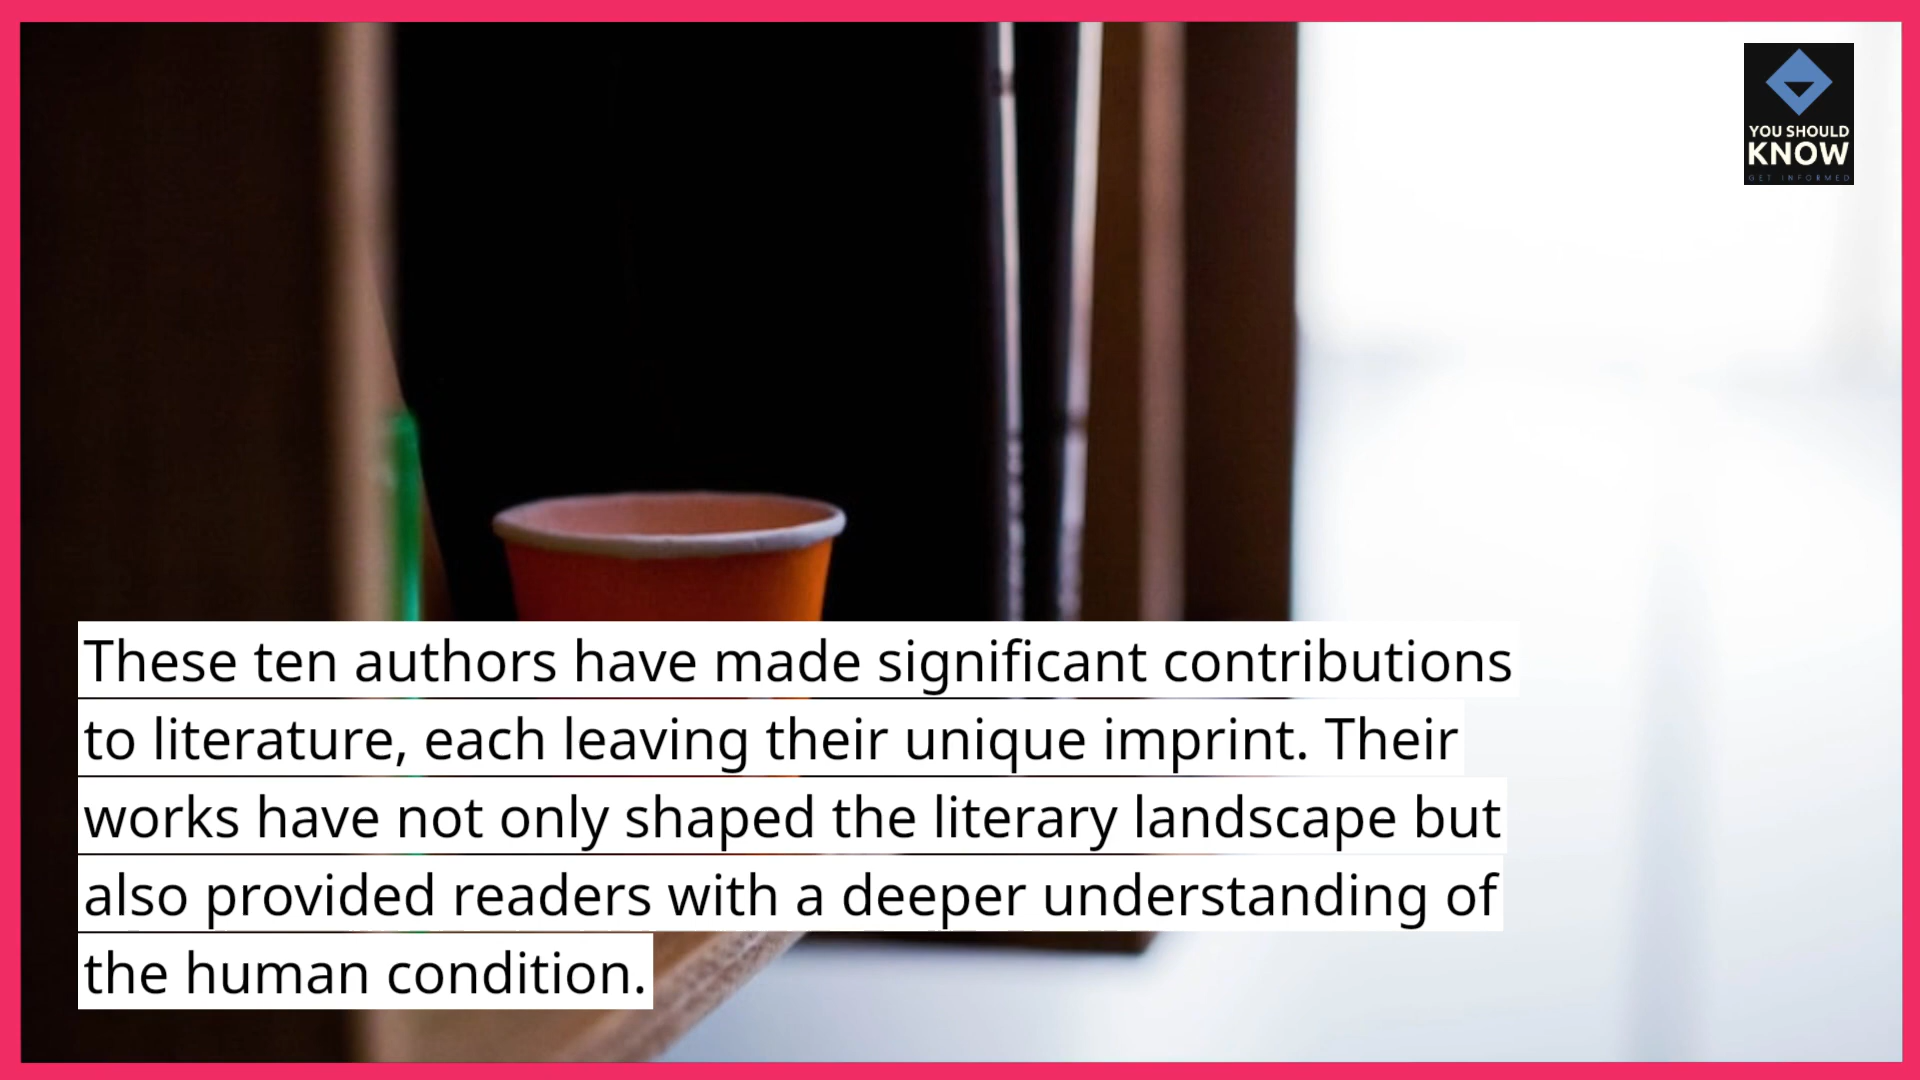 YOU SHOULD
KNOW
GET INFORMED
These ten authors have made significant contributions
to literature, each leaving their unique imprint. Their
works have not only shaped the literary landscape but
also provided readers with a deeper understanding of
the human condition.